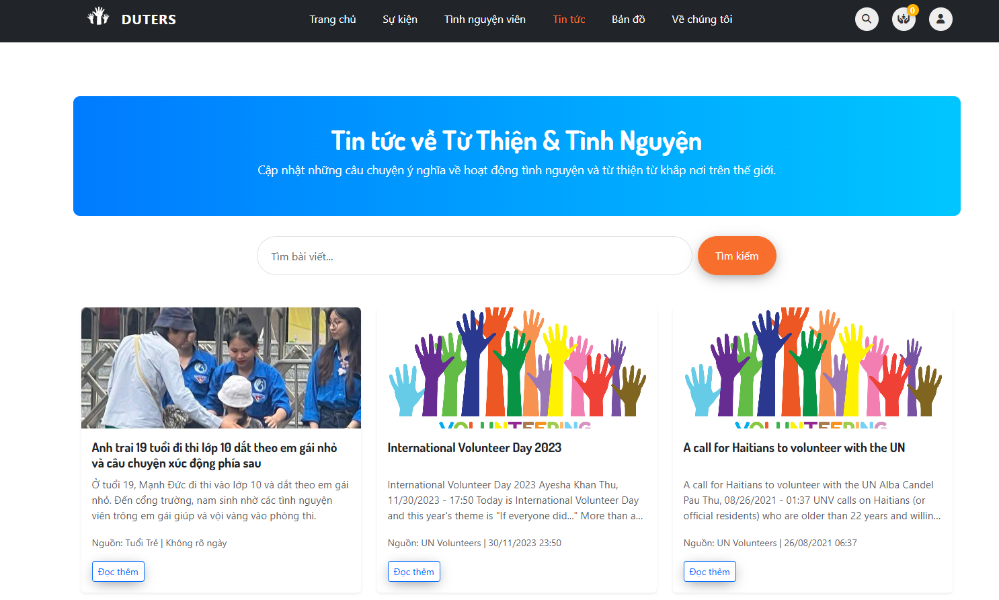 DUTERS
Trang chủ
Sự kiện
Tình nguyện viên
Tin tức
Bản đồ
Về chúng tôi
0
Tin tức về Từ Thiện & Tình Nguyện
Cập nhật những câu chuyện ý nghĩa về hoạt động tình nguyện và từ thiện từ khắp nơi trên thế giới.
Tìm bài viết...
Tìm kiếm
Anh trai 19 tuổi đi thi lớp 10 dắt theo em gái nhỏ
và câu chuyện xúc động phía sau
Ở tuổi 19, Mạnh Đức đi thi vào lớp 10 và dắt theo em gái
nhỏ. Đến cổng trường, nam sinh nhờ các tình nguyện
viên trông em gái giúp và vội vàng vào phòng thi.
Nguồn: Tuổi Trẻ | Không rõ ngày
Đọc thêm
VOLUNTEERING
International Volunteer Day 2023
International Volunteer Day 2023 Ayesha Khan Thu,
11/30/2023 - 17:50 Today is International Volunteer Day
and this year's theme is "If everyone did..." More than a...
Nguồn: UN Volunteers | 30/11/2023 23:50
Đọc thêm
VOLUNTEERING
A call for Haitians to volunteer with the UN
A call for Haitians to volunteer with the UN Alba Candel
Pau Thu, 08/26/2021 - 01:37 UNV calls on Haitians (or
official residents) who are older than 22 years and willin...
Nguồn: UN Volunteers | 26/08/2021 06:37
Đọc thêm